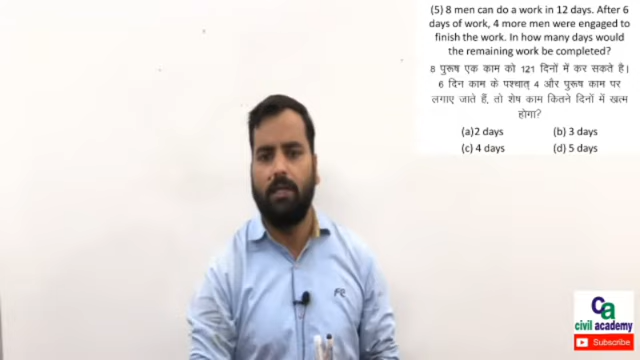 (5) 8 men can do a work in 12 days. After 6
days of work, 4 more men were engaged to
finish the work. In how many days would
the remaining work be completed?
8 पुरूष एक काम को 121 दिनों में कर सकते है।
6 दिन काम के पश्चात् 4 और पुरूष काम पर
लगाए जाते हैं, तो शेष काम कितने दिनों में खत्म
होगा?
(a)2 days (b) 3 days
(c) 4 days (d) 5 days
ca
civil academy
Subscribe